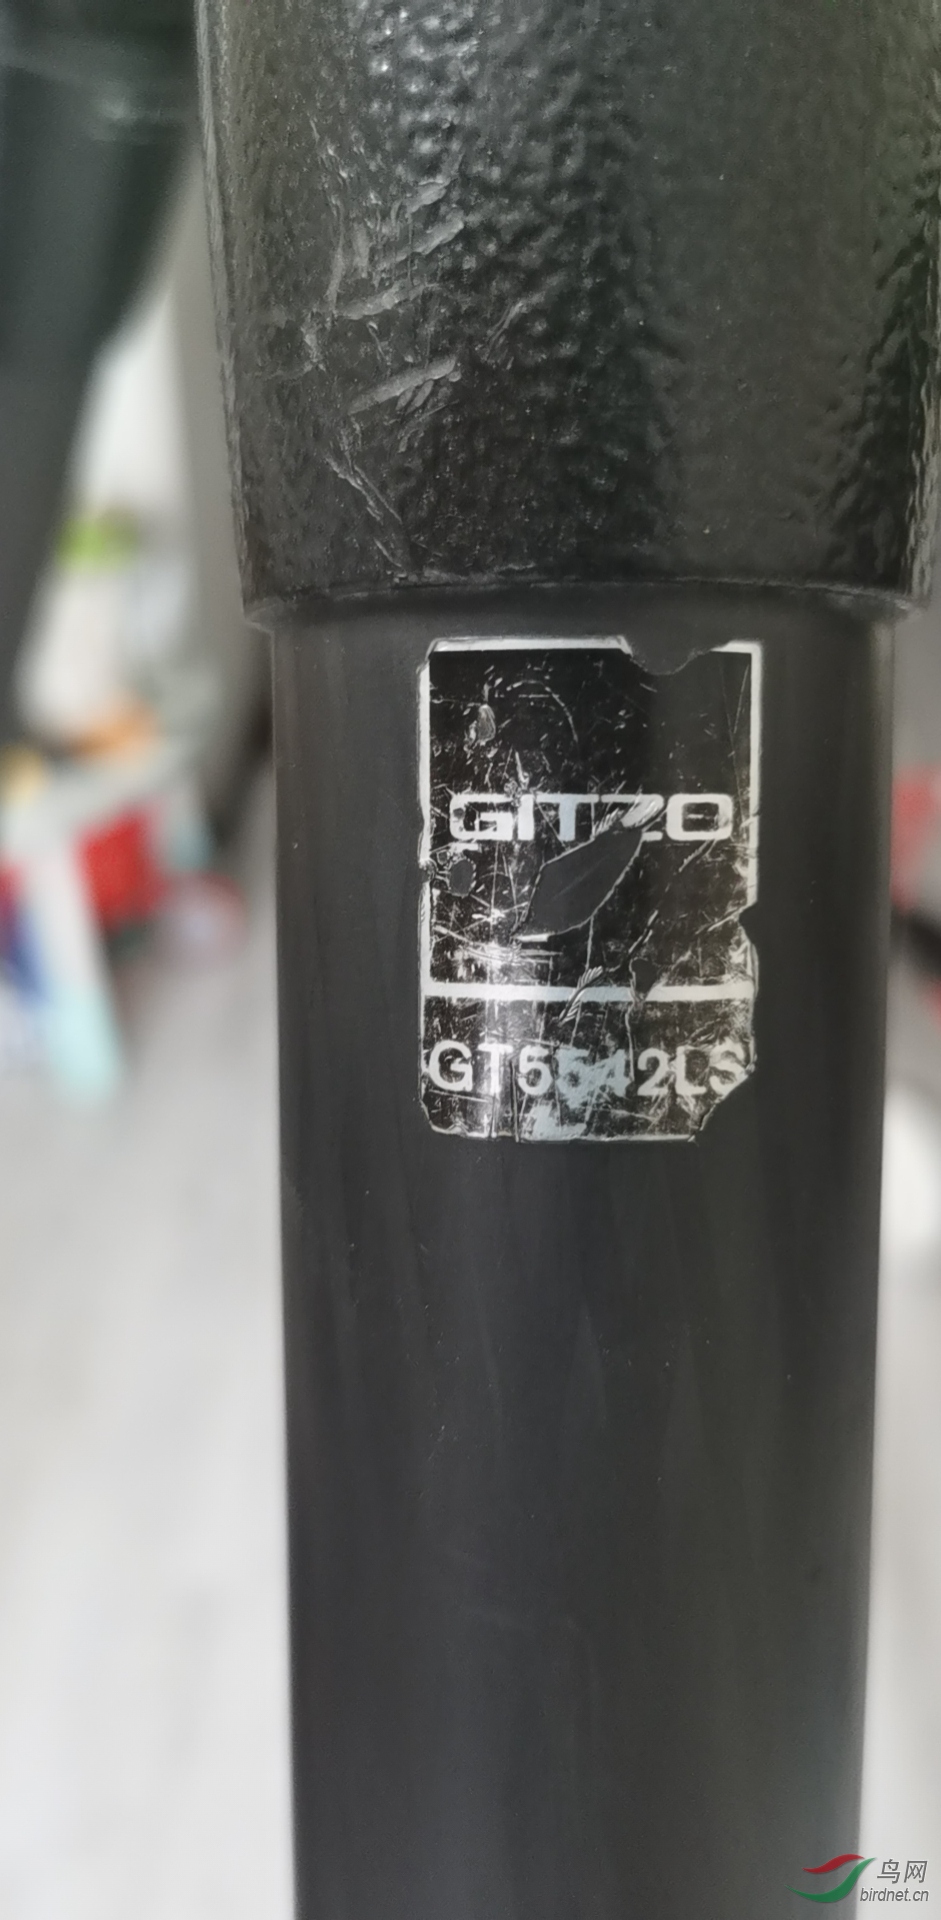 GITZO
GT5542LS
鸟网
birdnet.cn